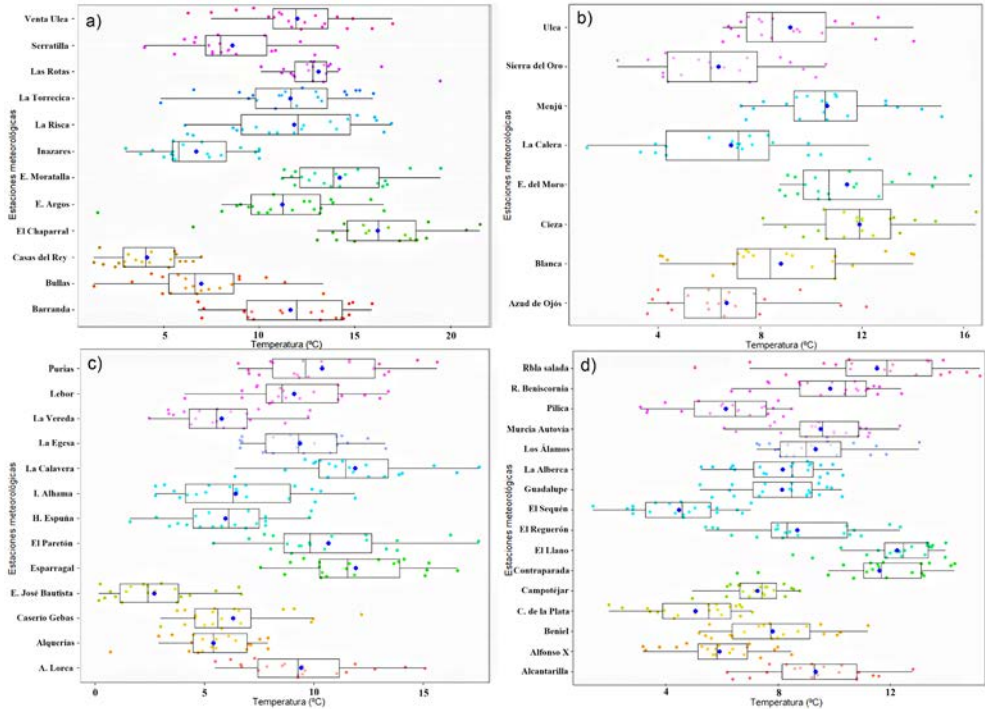 a)
Estaciones meteorológicas
Venta Ulea
Serratilla
Las Rotas
La Torrecica
La Risca
Inazares
E. Moratalla
E. Argos
El Chaparral
Casas del Rey
Bullas
Barranda
5 10 15 20
Temperatura (ºC)
b)
Estaciones meteorológicas
Ulea
Sierra del Oro
Menjú
La Calera
E. del Moro
Cieza
Blanca
Azud de Ojós
4 8 12 16
Temperatura (ºC)
c)
Estaciones meteorológicas
Purias
Lebor
La Vereda
La Egesa
La Calavera
I. Alhama
H. Espuña
El Paretón
Esparragal
E. José Bautista
Caserío Gebas
Alquerías
A. Lorca
0 5 10 15
Temperatura (ºC)
d)
Estaciones meteorológicas
Rbla salada
R. Beniscornia
Pilica
Murcia Autovía
Los Álamos
La Alberca
Guadalupe
El Sequén
El Reguerón
El Llano
Contraparada
Campotéjar
C. de la Plata
Beniel
Alfonso X
Alcantarilla
4 8 12
Temperatura (ºC)